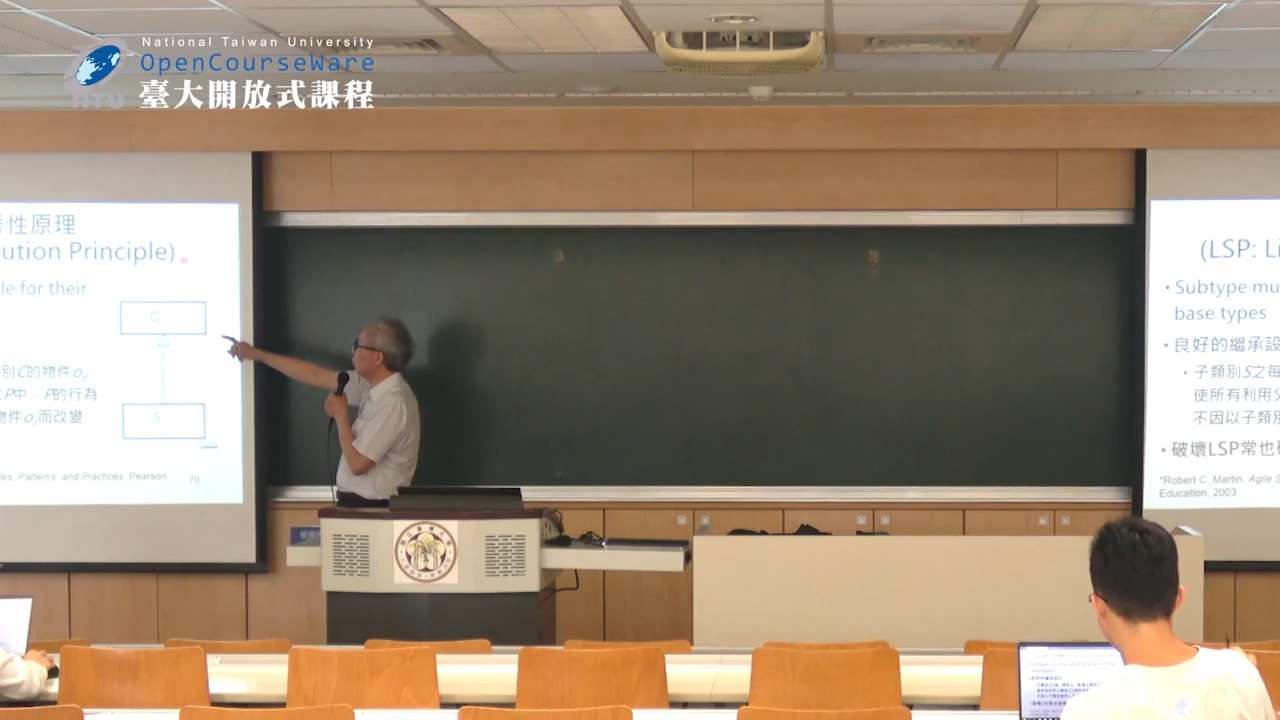 National Taiwan University
OpenCourseWare
臺大開放式課程
NTU
性原理
ution Principle)
le for their
C
別C的物件o
中，P的行為
物件o 而改變
S
es, Patterns, and Practices. Pearson
70
(LSP: Li
• Subtype mu
base types
• 良好的繼承設
• 子類別S之每
使所有利用父
不因以子類別
• 破壞LSP常也
*Robert C. Martin, Agile S
Education, 2003